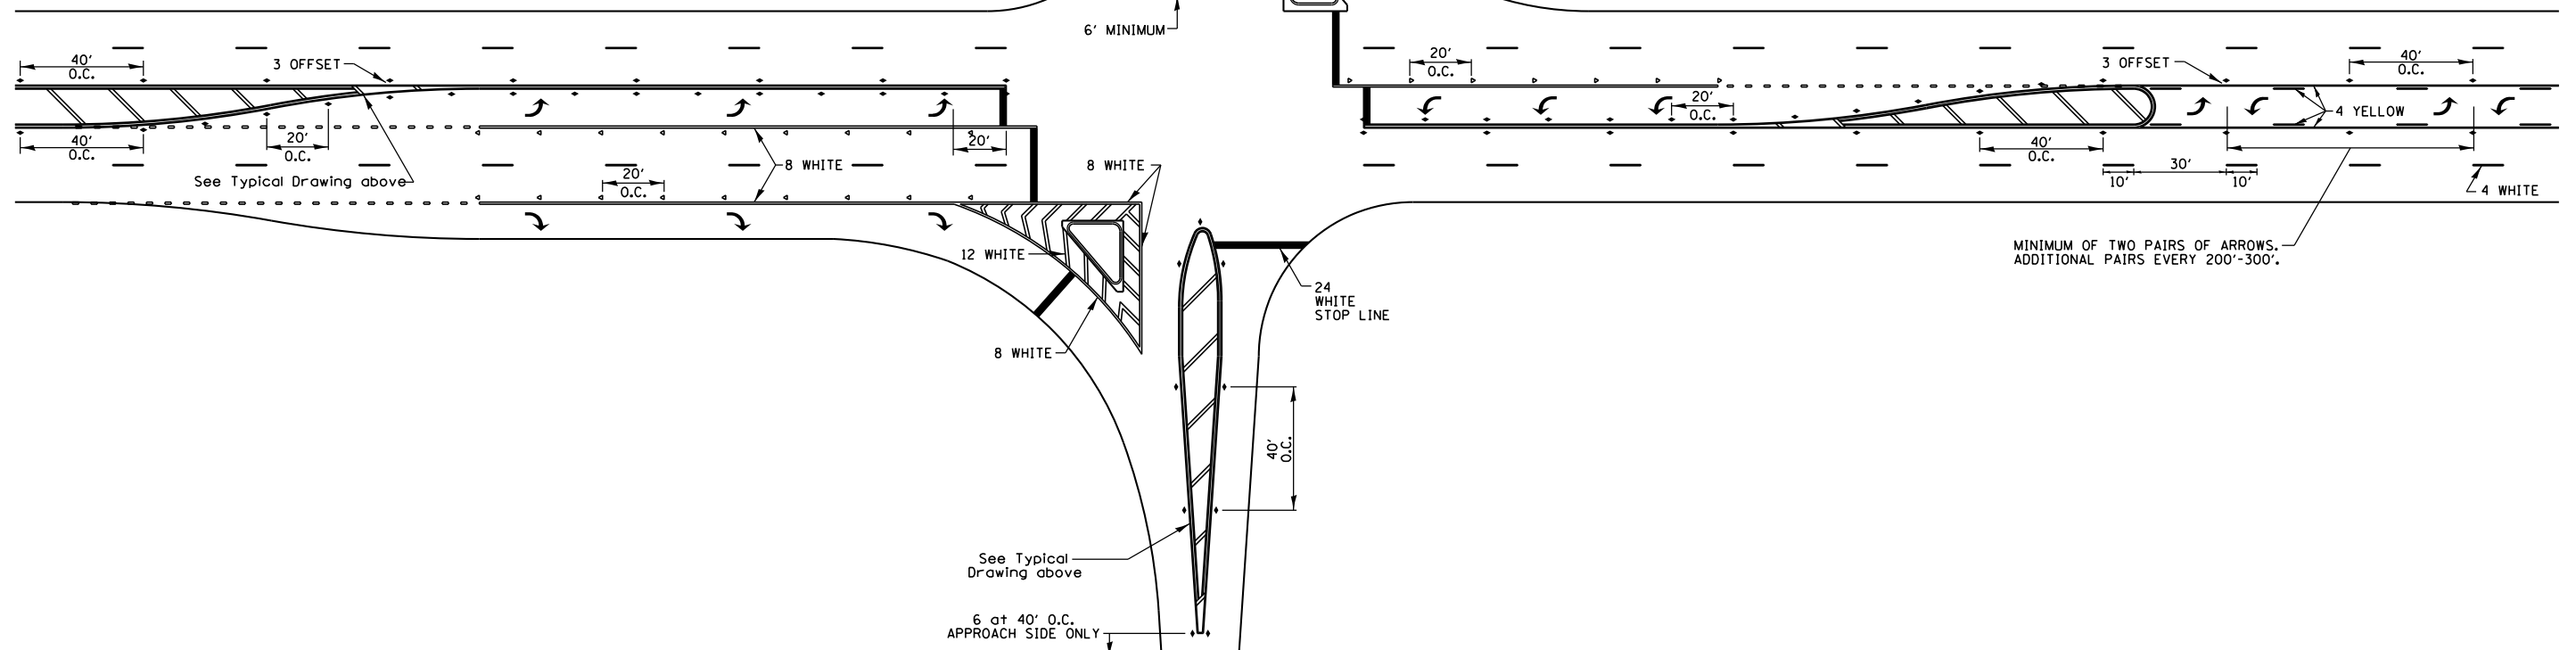 6' MINIMUM
40'
O.C.
3 OFFSET
20'
O.C.
3 OFFSET
40'
O.C.
20'
O.C.
4 YELLOW
40'
O.C.
20'
O.C.
20'
8 WHITE
8 WHITE
40'
O.C.
30'
10'
10'
See Typical Drawing above
20'
O.C.
4 WHITE
12 WHITE
MINIMUM OF TWO PAIRS OF ARROWS.
ADDITIONAL PAIRS EVERY 200'-300'.
24
WHITE
STOP LINE
8 WHITE
40'
O.C.
See Typical
Drawing above
6 at 40' O.C.
APPROACH SIDE ONLY